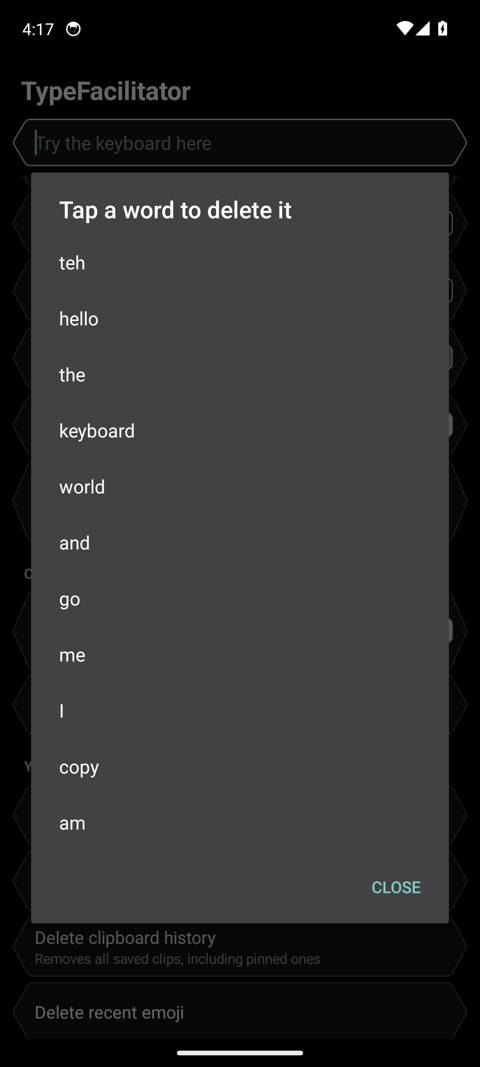 4:17
TypeFacilitator
Try the keyboard here
Tap a word to delete it
teh
hello
the
keyboard
world
and
go
me
I
copy
am
CLOSE
Delete clipboard history
Removes all saved clips, including pinned ones
Delete recent emoji